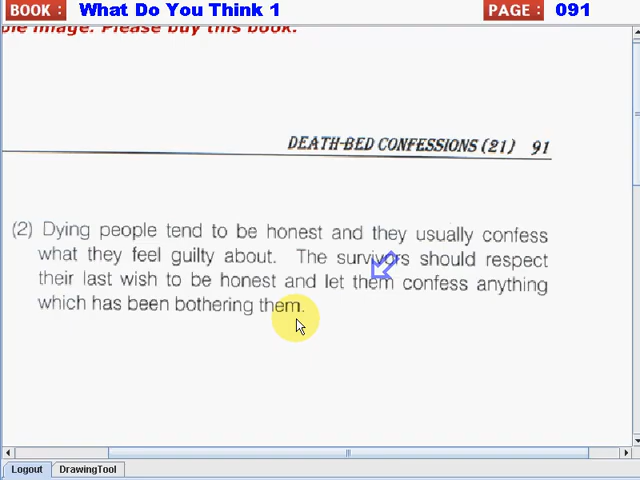 BOOK : What Do You Think 1 PAGE : 091
ple image. Please buy this book.
DEATH-BED CONFESSIONS (21) 91
(2) Dying people tend to be honest and they usually confess
what they feel guilty about. The survivors should respect
their last wish to be honest and let them confess anything
which has been bothering them.
Logout DrawingTool